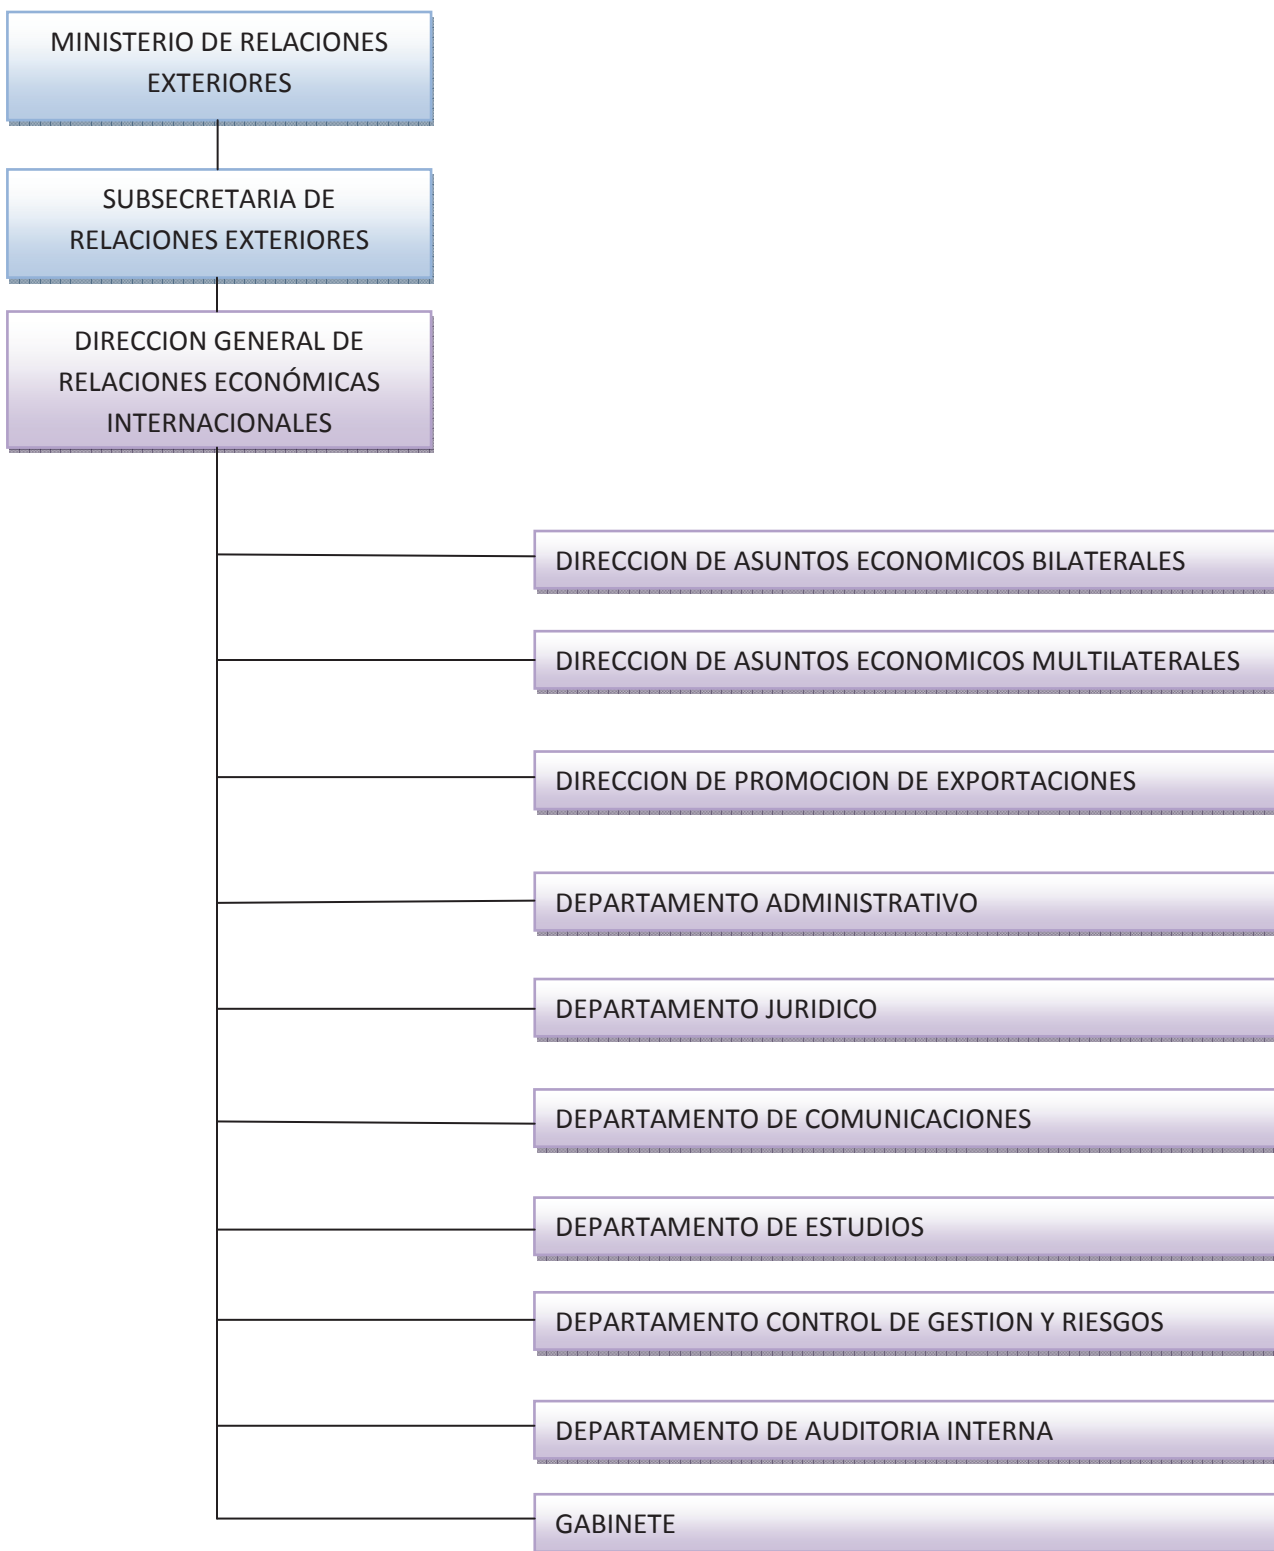 MINISTERIO DE RELACIONES
EXTERIORES
SUBSECRETARIA DE
RELACIONES EXTERIORES
DIRECCION GENERAL DE
RELACIONES ECONÓMICAS
INTERNACIONALES
DIRECCION DE ASUNTOS ECONOMICOS BILATERALES
DIRECCION DE ASUNTOS ECONOMICOS MULTILATERALES
DIRECCION DE PROMOCION DE EXPORTACIONES
DEPARTAMENTO ADMINISTRATIVO
DEPARTAMENTO JURIDICO
DEPARTAMENTO DE COMUNICACIONES
DEPARTAMENTO DE ESTUDIOS
DEPARTAMENTO CONTROL DE GESTION Y RIESGOS
DEPARTAMENTO DE AUDITORIA INTERNA
GABINETE